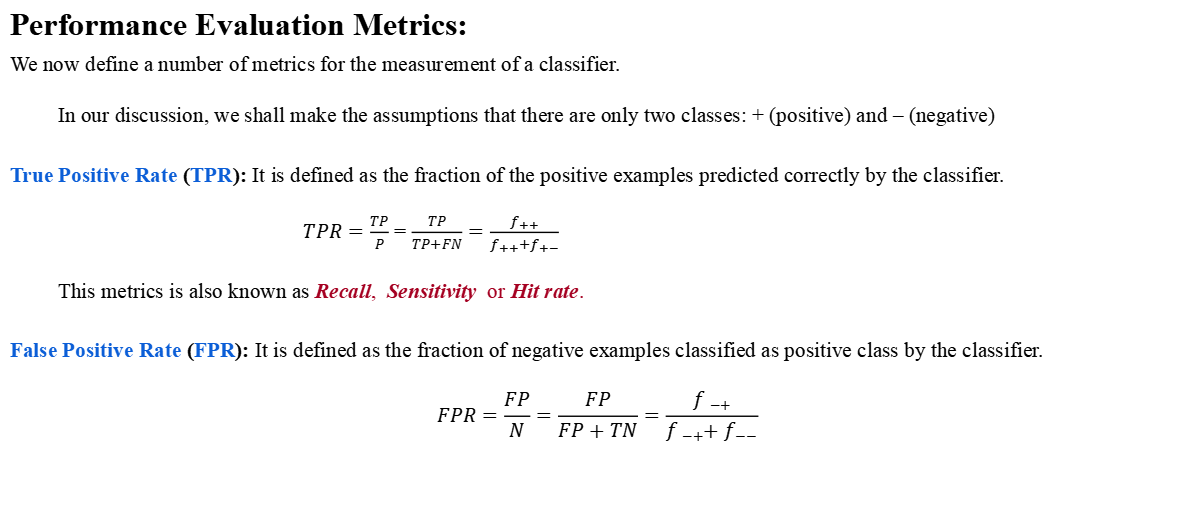 Performance Evaluation Metrics:
We now define a number of metrics for the measurement of a classifier.
In our discussion, we shall make the assumptions that there are only two classes: + (positive) and – (negative)
True Positive Rate (TPR): It is defined as the fraction of the positive examples predicted correctly by the classifier.
TPR = TP/P = TP/(TP+FN) = f₊₊/(f₊₊+f₊₋)
This metrics is also known as Recall, Sensitivity or Hit rate.
False Positive Rate (FPR): It is defined as the fraction of negative examples classified as positive class by the classifier.
FPR = FP/N = FP/(FP + TN) = f₋₊/(f₋₊+ f₋₋)